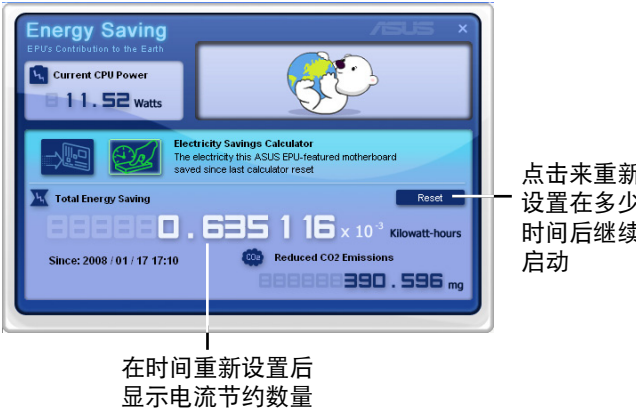 Energy Saving
EPU's Contribution to the Earth
ASUS
Current CPU Power
11.52 Watts
Electricity Savings Calculator
The electricity this ASUS EPU-featured motherboard
saved since last calculator reset
Total Energy Saving
Reset
0.635116 x 10⁻³ Kilowatt-hours
Since: 2008 / 01 / 17 17:10
CO2
Reduced CO2 Emissions
390.596 mg
点击来重新
设置在多少
时间后继续
启动
在时间重新设置后
显示电流节约数量